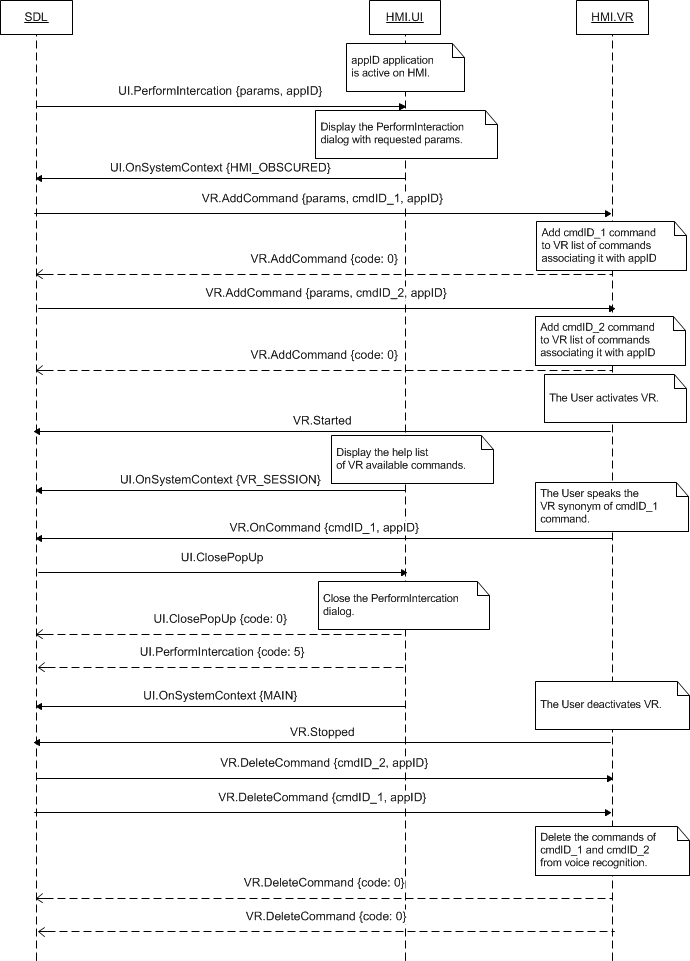 SDL
HMI.UI
HMI.VR
appID application
is active on HMI.
UI.PerformIntercation {params, appID}
Display the PerformInteraction
dialog with requested params.
UI.OnSystemContext {HMI_OBSCURED}
VR.AddCommand {params, cmdID_1, appID}
Add cmdID_1 command
to VR list of commands
associating it with appID
VR.AddCommand {code: 0}
VR.AddCommand {params, cmdID_2, appID}
Add cmdID_2 command
to VR list of commands
associating it with appID
VR.AddCommand {code: 0}
The User activates VR.
VR.Started
Display the help list
of VR available commands.
UI.OnSystemContext {VR_SESSION}
The User speaks the
VR synonym of cmdID_1
command.
VR.OnCommand {cmdID_1, appID}
UI.ClosePopUp
Close the PerformIntercation
dialog.
UI.ClosePopUp {code: 0}
UI.PerformIntercation {code: 5}
UI.OnSystemContext {MAIN}
The User deactivates VR.
VR.Stopped
VR.DeleteCommand {cmdID_2, appID}
VR.DeleteCommand {cmdID_1, appID}
Delete the commands of
cmdID_1 and cmdID_2
from voice recognition.
VR.DeleteCommand {code: 0}
VR.DeleteCommand {code: 0}